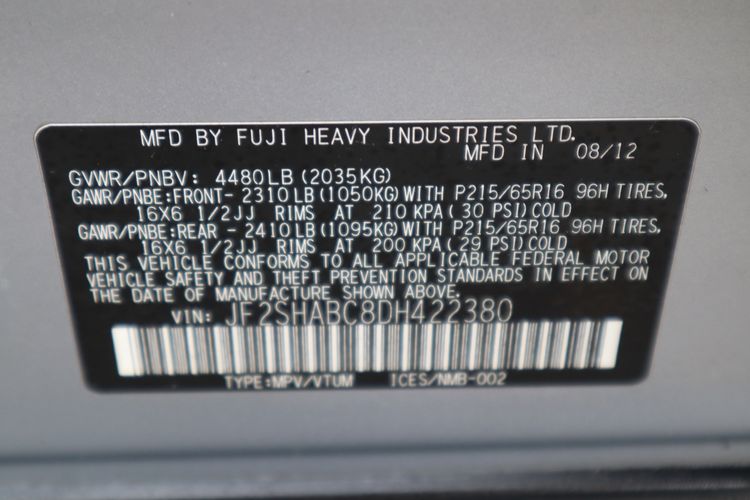 MFD BY FUJI HEAVY INDUSTRIES LTD.
MFD IN 08/12
GVWR/PNBV: 4480LB(2035KG)
GAWR/PNBE:FRONT- 2310LB(1050KG)WITH P215/65R16 96H TIRES,
16X6 1/2JJ RIMS AT 210 KPA( 30 PSI)COLD
GAWR/PNBE:REAR - 2410LB(1095KG)WITH P215/65R16 96H TIRES,
16X6 1/2JJ RIMS AT 200 KPA( 29 PSI)COLD
THIS VEHICLE CONFORMS TO ALL APPLICABLE FEDERAL MOTOR
VEHICLE SAFETY AND THEFT PREVENTION STANDARDS IN EFFECT ON
THE DATE OF MANUFACTURE SHOWN ABOVE.
VIN: JF2SHABC8DH422380
TYPE:MPV/VTUM ICES/NMB-002